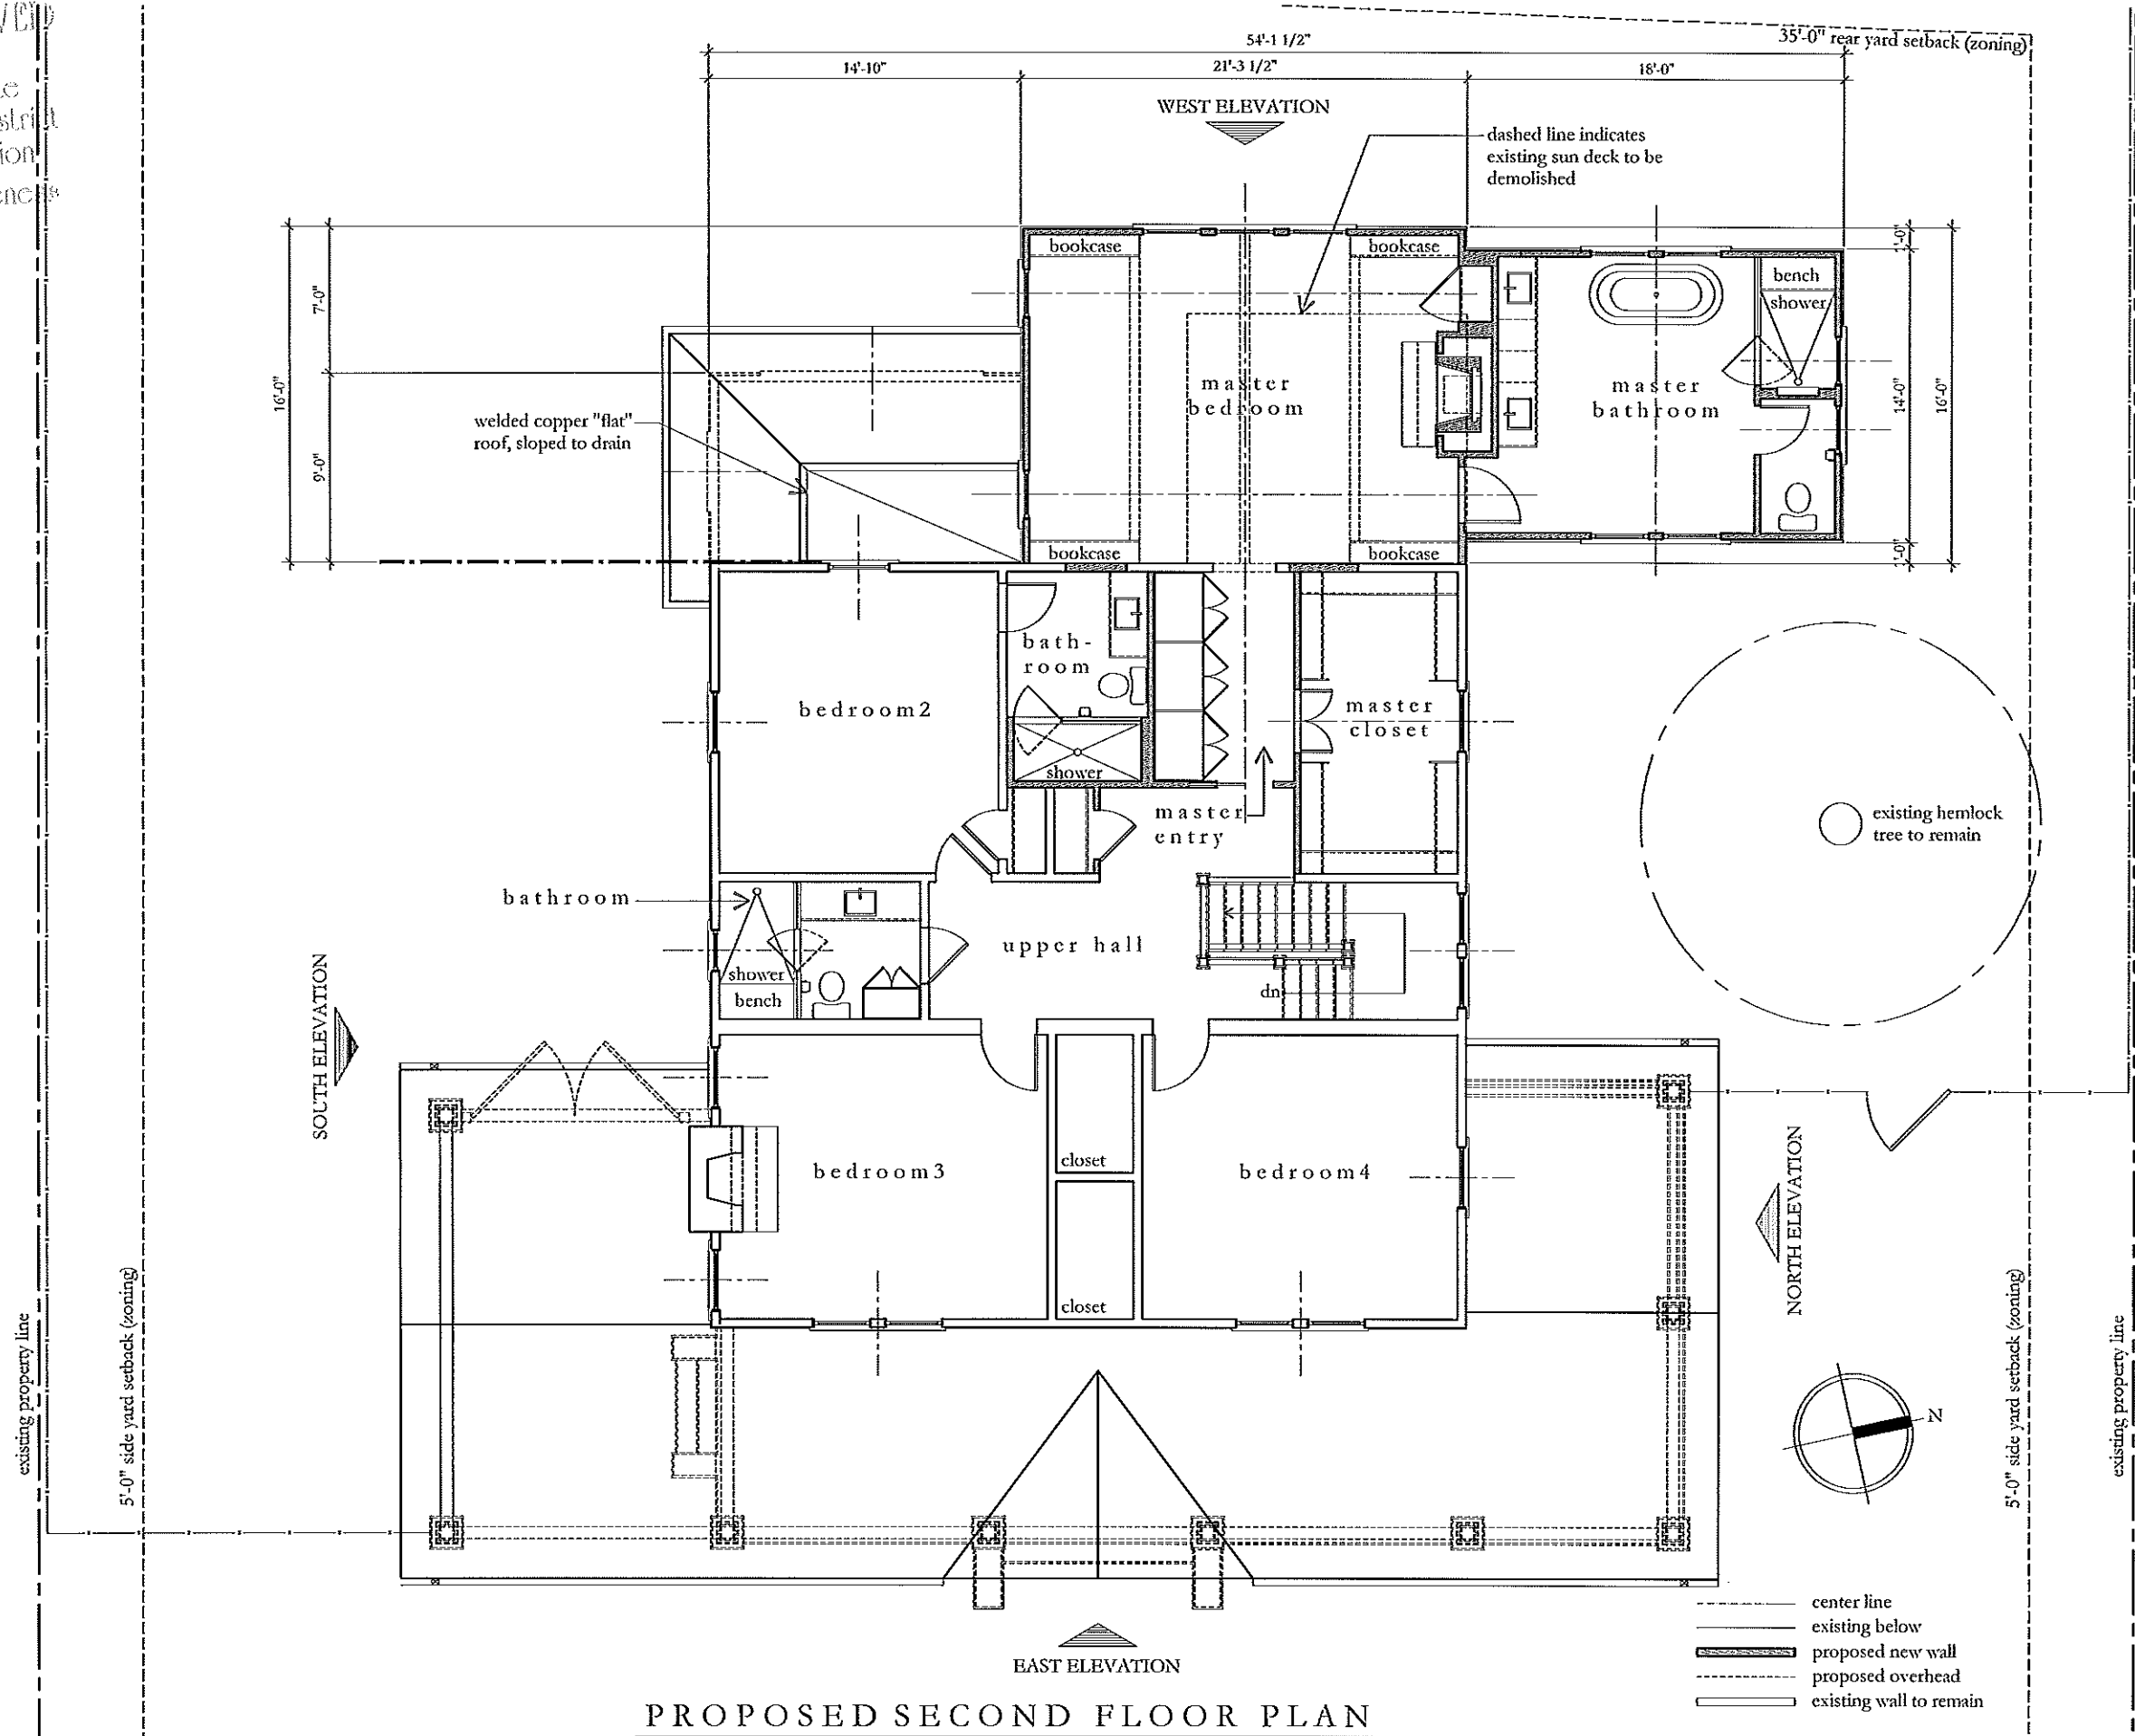 35'-0" rear yard setback (zoning)
54'-1 1/2"
14'-10"
21'-3 1/2"
18'-0"
WEST ELEVATION
dashed line indicates
existing sun deck to be
demolished
bookcase
bookcase
1'-0"
7'-0"
16'-0"
9'-0"
14'-0"
16'-0"
1'-0"
bench
shower
master
bedroom
master
bathroom
welded copper "flat"
roof, sloped to drain
bookcase
bookcase
bath-
room
bedroom2
master
closet
shower
master
entry
existing hemlock
tree to remain
bathroom
upper hall
shower
bench
dn
SOUTH ELEVATION
NORTH ELEVATION
bedroom3
closet
bedroom4
closet
existing property line
5'-0" side yard setback (zoning)
5'-0" side yard setback (zoning)
existing property line
N
center line
existing below
proposed new wall
proposed overhead
existing wall to remain
EAST ELEVATION
PROPOSED SECOND FLOOR PLAN